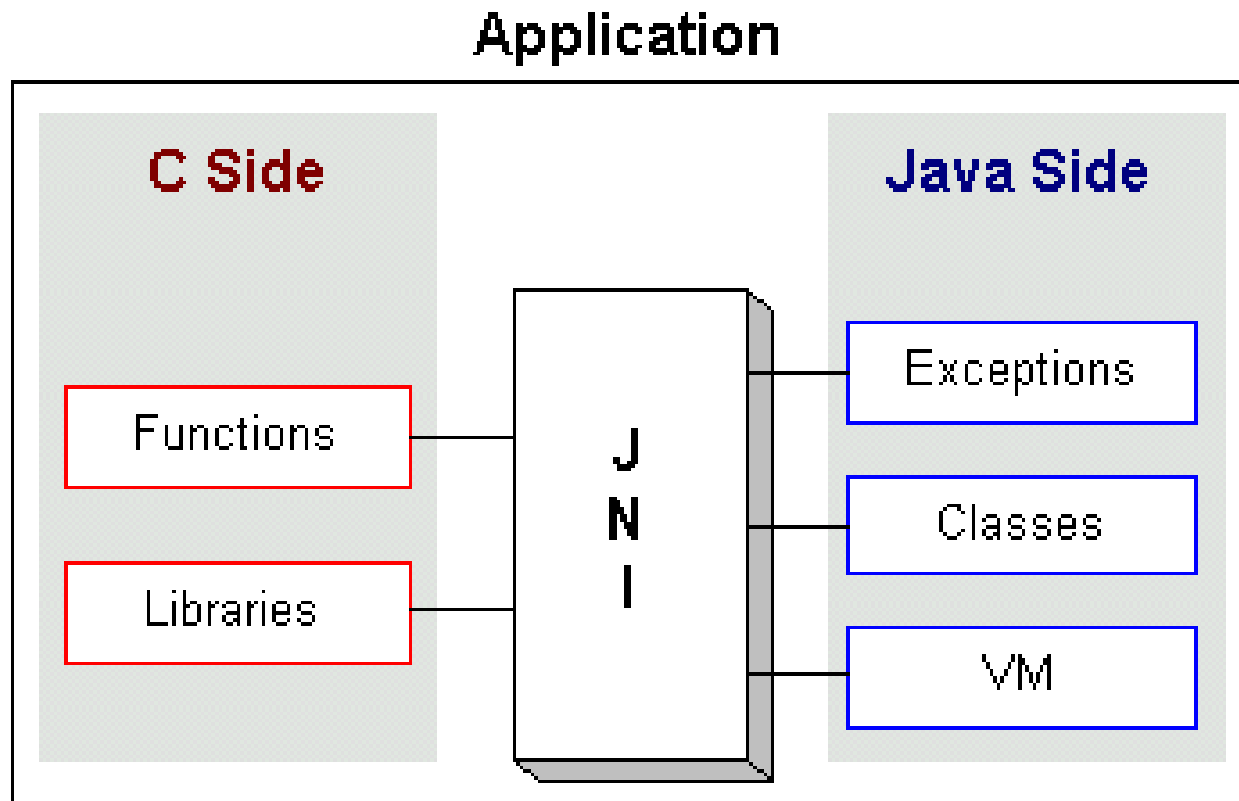 Application
C Side
Functions
Libraries
J
N
I
Java Side
Exceptions
Classes
VM